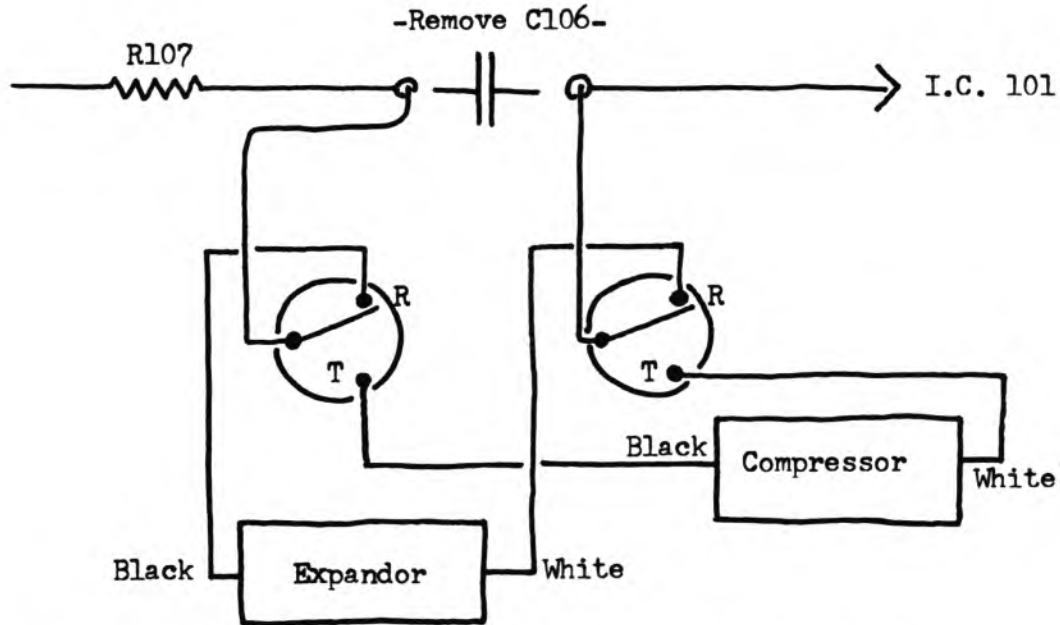 -Remove C106-
R107
I.C. 101
R
R
T
T
Black
Compressor
White
Black
Expandor
White